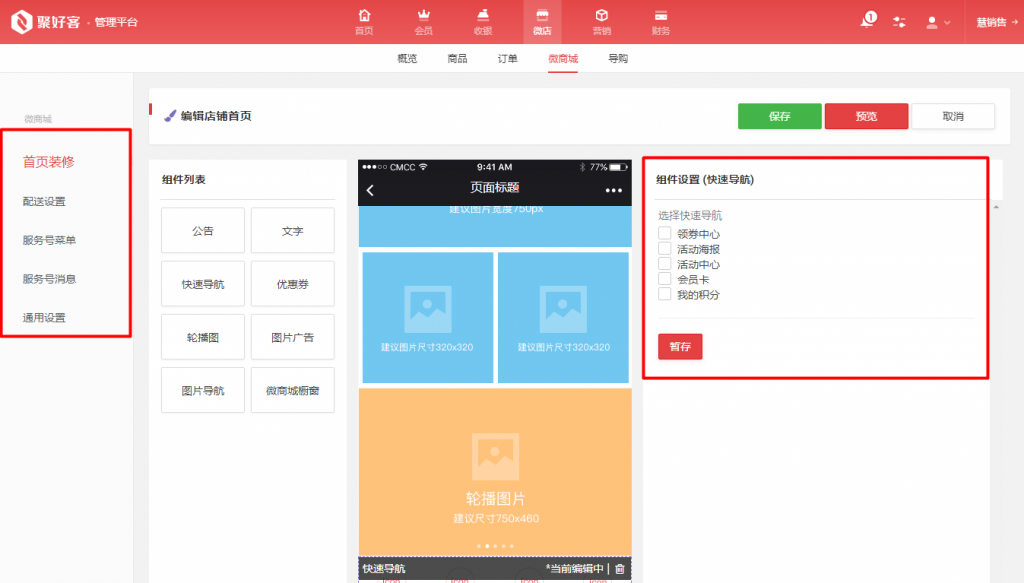 聚好客 · 管理平台
首页
会员
收银
微店
营销
财务
1
慧销售
概览
商品
订单
微商城
导购
微商城
首页装修
配送设置
服务号菜单
服务号消息
通用设置
编辑店铺首页
保存
预览
取消
组件列表
公告
文字
快速导航
优惠券
轮播图
图片广告
图片导航
微商城橱窗
CMCC
9:41 AM
77%
页面标题
建议图片宽度750px
建议图片尺寸320x320
建议图片尺寸320x320
轮播图片
建议尺寸750x460
快速导航
*当前编辑中
组件设置 (快速导航)
选择快速导航
领券中心
活动海报
活动中心
会员卡
我的积分
暂存